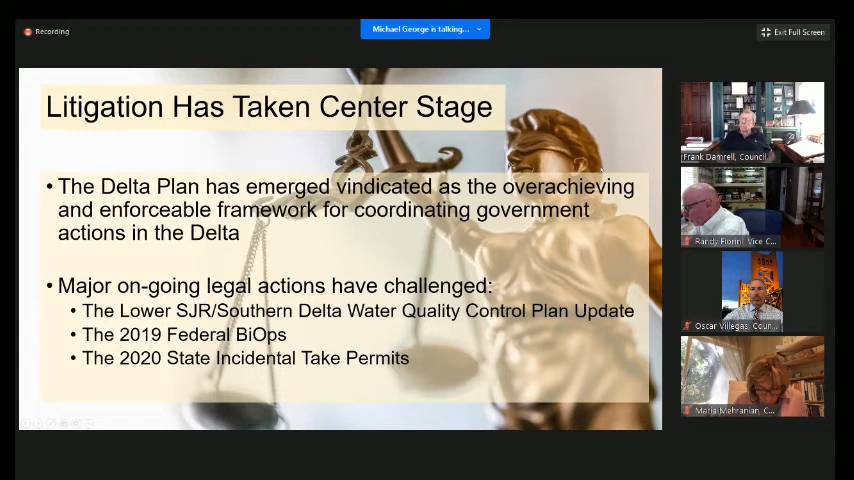 Recording
Michael George is talking...
Exit Full Screen
Litigation Has Taken Center Stage
• The Delta Plan has emerged vindicated as the overachieving
and enforceable framework for coordinating government
actions in the Delta
• Major on-going legal actions have challenged:
• The Lower SJR/Southern Delta Water Quality Control Plan Update
• The 2019 Federal BiOps
• The 2020 State Incidental Take Permits
Frank Damrell, Council
Randy Fiorini, Vice C...
Oscar Villegas, Coun...
Maria Mehranian, C...